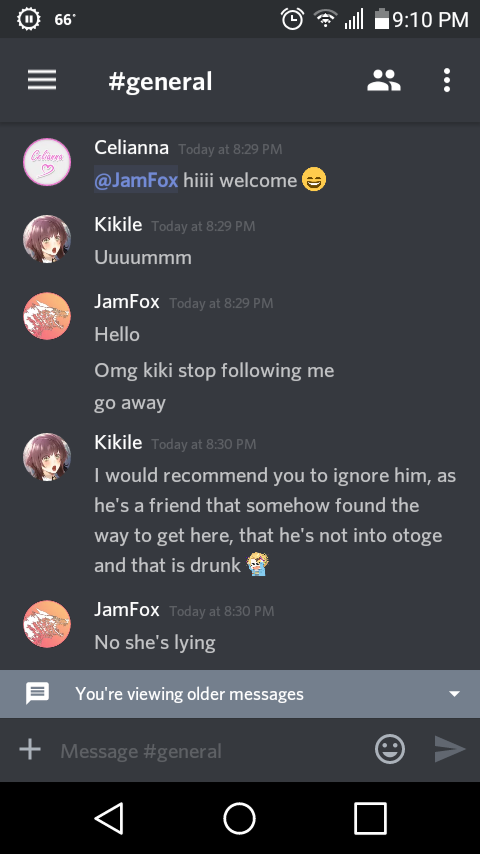 66°
9:10 PM
#general
Celianna Today at 8:29 PM
@JamFox hiiii welcome
Kikile Today at 8:29 PM
Uuuummm
JamFox Today at 8:29 PM
Hello
Omg kiki stop following me
go away
Kikile Today at 8:30 PM
I would recommend you to ignore him, as
he's a friend that somehow found the
way to get here, that he's not into otoge
and that is drunk
JamFox Today at 8:30 PM
No she's lying
You're viewing older messages
Message #general